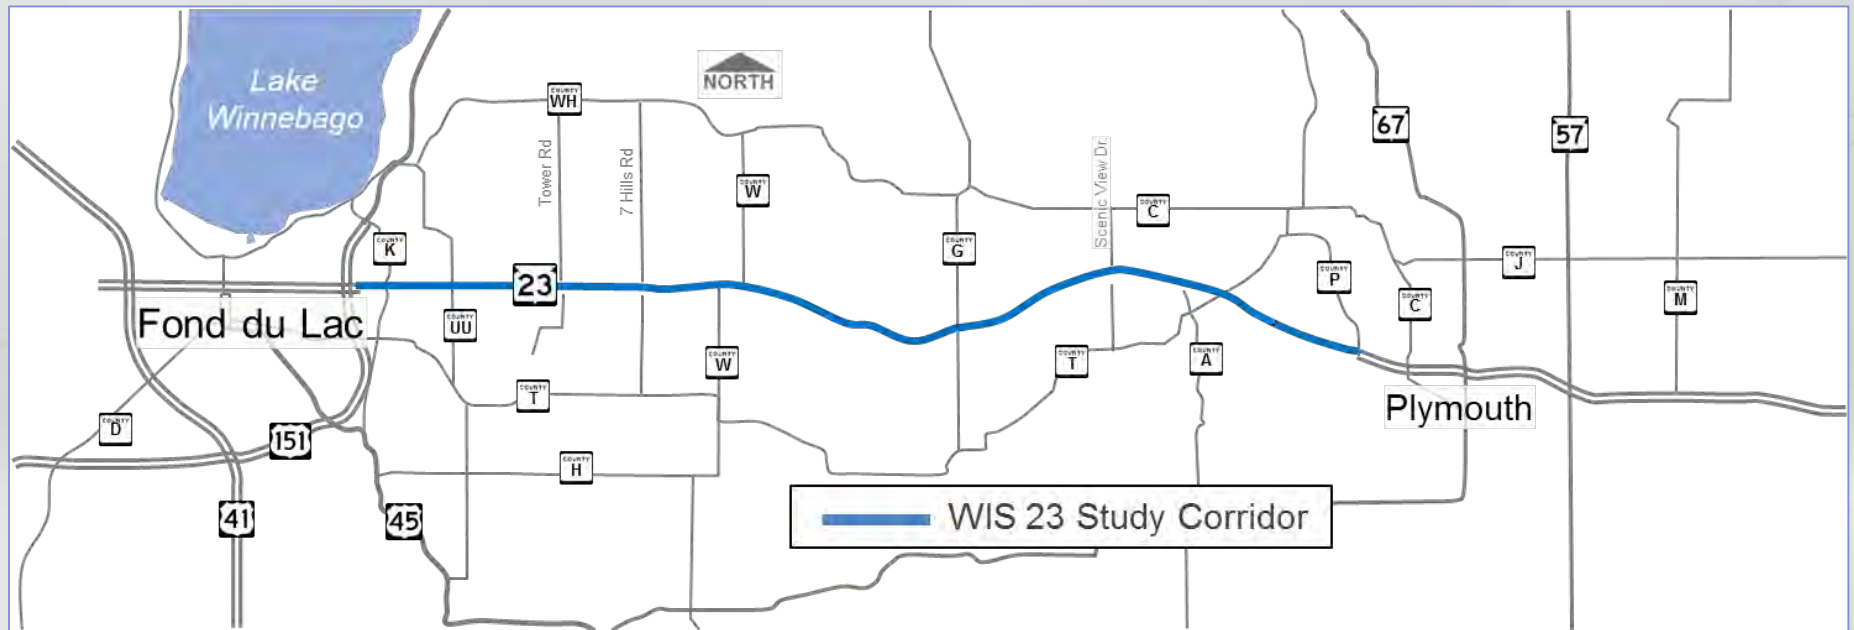 Lake
Winnebago
NORTH
COUNTY
WH
Tower Rd
7 Hills Rd
COUNTY
W
67
57
Scenic View Dr.
COUNTY
C
COUNTY
K
COUNTY
G
COUNTY
J
23
COUNTY
P
COUNTY
C
COUNTY
M
Fond du Lac
COUNTY
UU
COUNTY
W
COUNTY
T
COUNTY
A
COUNTY
T
Plymouth
COUNTY
D
151
COUNTY
H
41
45
WIS 23 Study Corridor